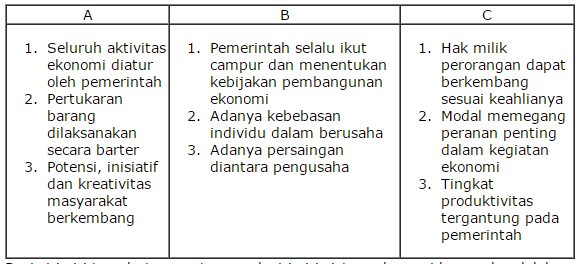 A
1. Seluruh aktivitas
ekonomi diatur
oleh pemerintah
2. Pertukaran
barang
dilaksanakan
secara barter
3. Potensi, inisiatif
dan kreativitas
masyarakat
berkembang
B
1. Pemerintah selalu ikut
campur dan menentukan
kebijakan pembangunan
ekonomi
2. Adanya kebebasan
individu dalam berusaha
3. Adanya persaingan
diantara pengusaha
C
1. Hak milik
perorangan dapat
berkembang
sesuai keahlianya
2. Modal memegang
peranan penting
dalam kegiatan
ekonomi
3. Tingkat
produktivitas
tergantung pada
pemerintah